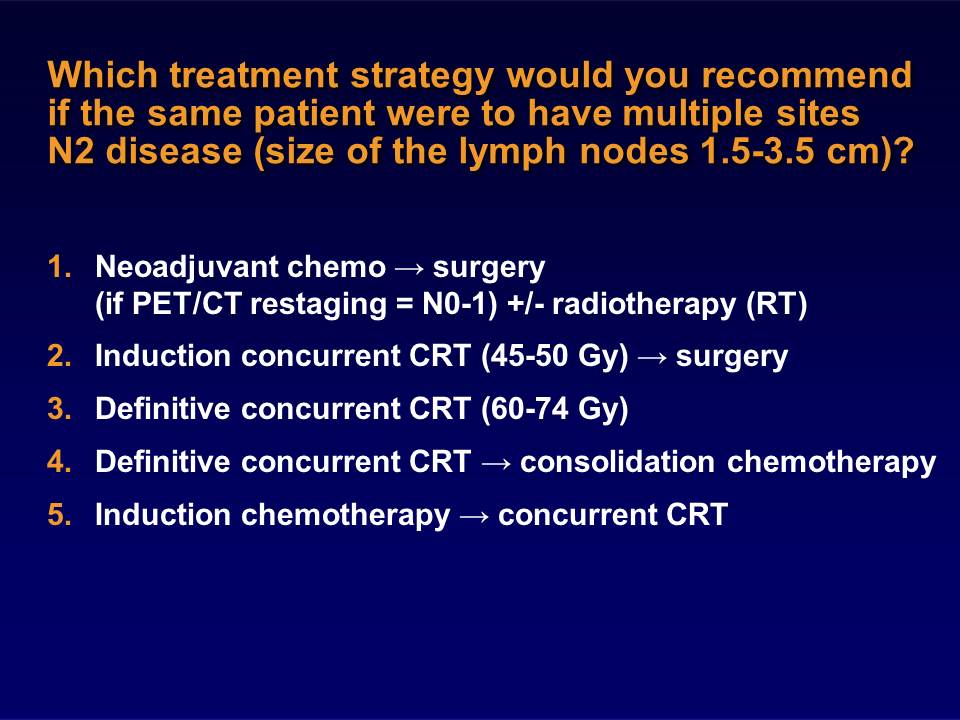 Which treatment strategy would you recommend
if the same patient were to have multiple sites
N2 disease (size of the lymph nodes 1.5-3.5 cm)?
1. Neoadjuvant chemo → surgery
(if PET/CT restaging = N0-1) +/- radiotherapy (RT)
2. Induction concurrent CRT (45-50 Gy) → surgery
3. Definitive concurrent CRT (60-74 Gy)
4. Definitive concurrent CRT → consolidation chemotherapy
5. Induction chemotherapy → concurrent CRT